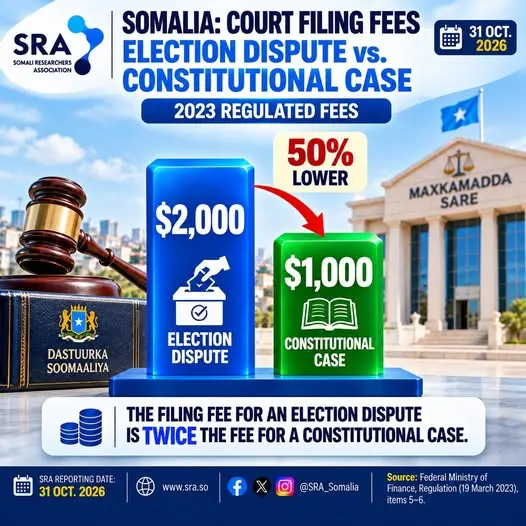 SRA
SOMALI RESEARCHERS
ASSOCIATION
SOMALIA: COURT FILING FEES
ELECTION DISPUTE vs.
CONSTITUTIONAL CASE
2023 REGULATED FEES
31 OCT.
2026
50%
LOWER
$2,000
ELECTION
DISPUTE
$1,000
CONSTITUTIONAL
CASE
MAXKAMADDA
SARE
DASTUURKA
SOOMAALIYA
THE FILING FEE FOR AN ELECTION DISPUTE
IS TWICE THE FEE FOR A CONSTITUTIONAL CASE.
SRA REPORTING DATE:
31 OCT. 2026
www.sra.so
@SRA_Somalia
Source: Federal Ministry of
Finance, Regulation (19 March 2023),
items 5–6.